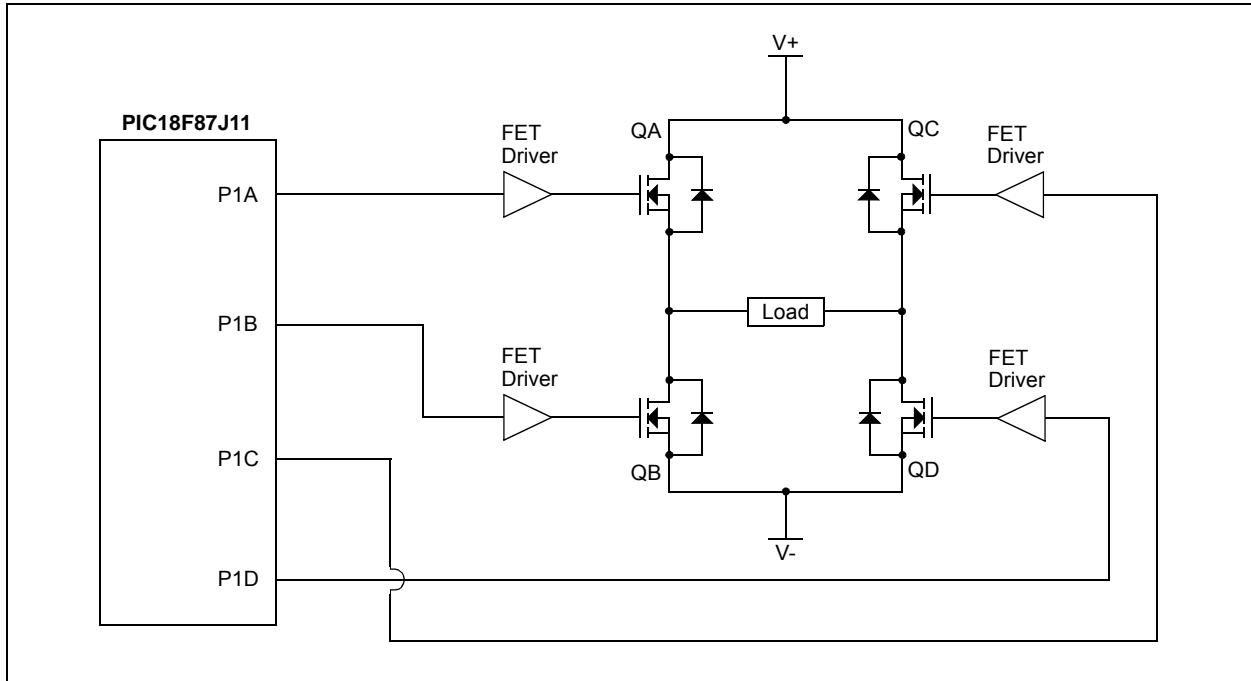 V+
PIC18F87J11
FET
Driver
QA
QC
FET
Driver
P1A
P1B
Load
FET
Driver
FET
Driver
P1C
QB
QD
V-
P1D